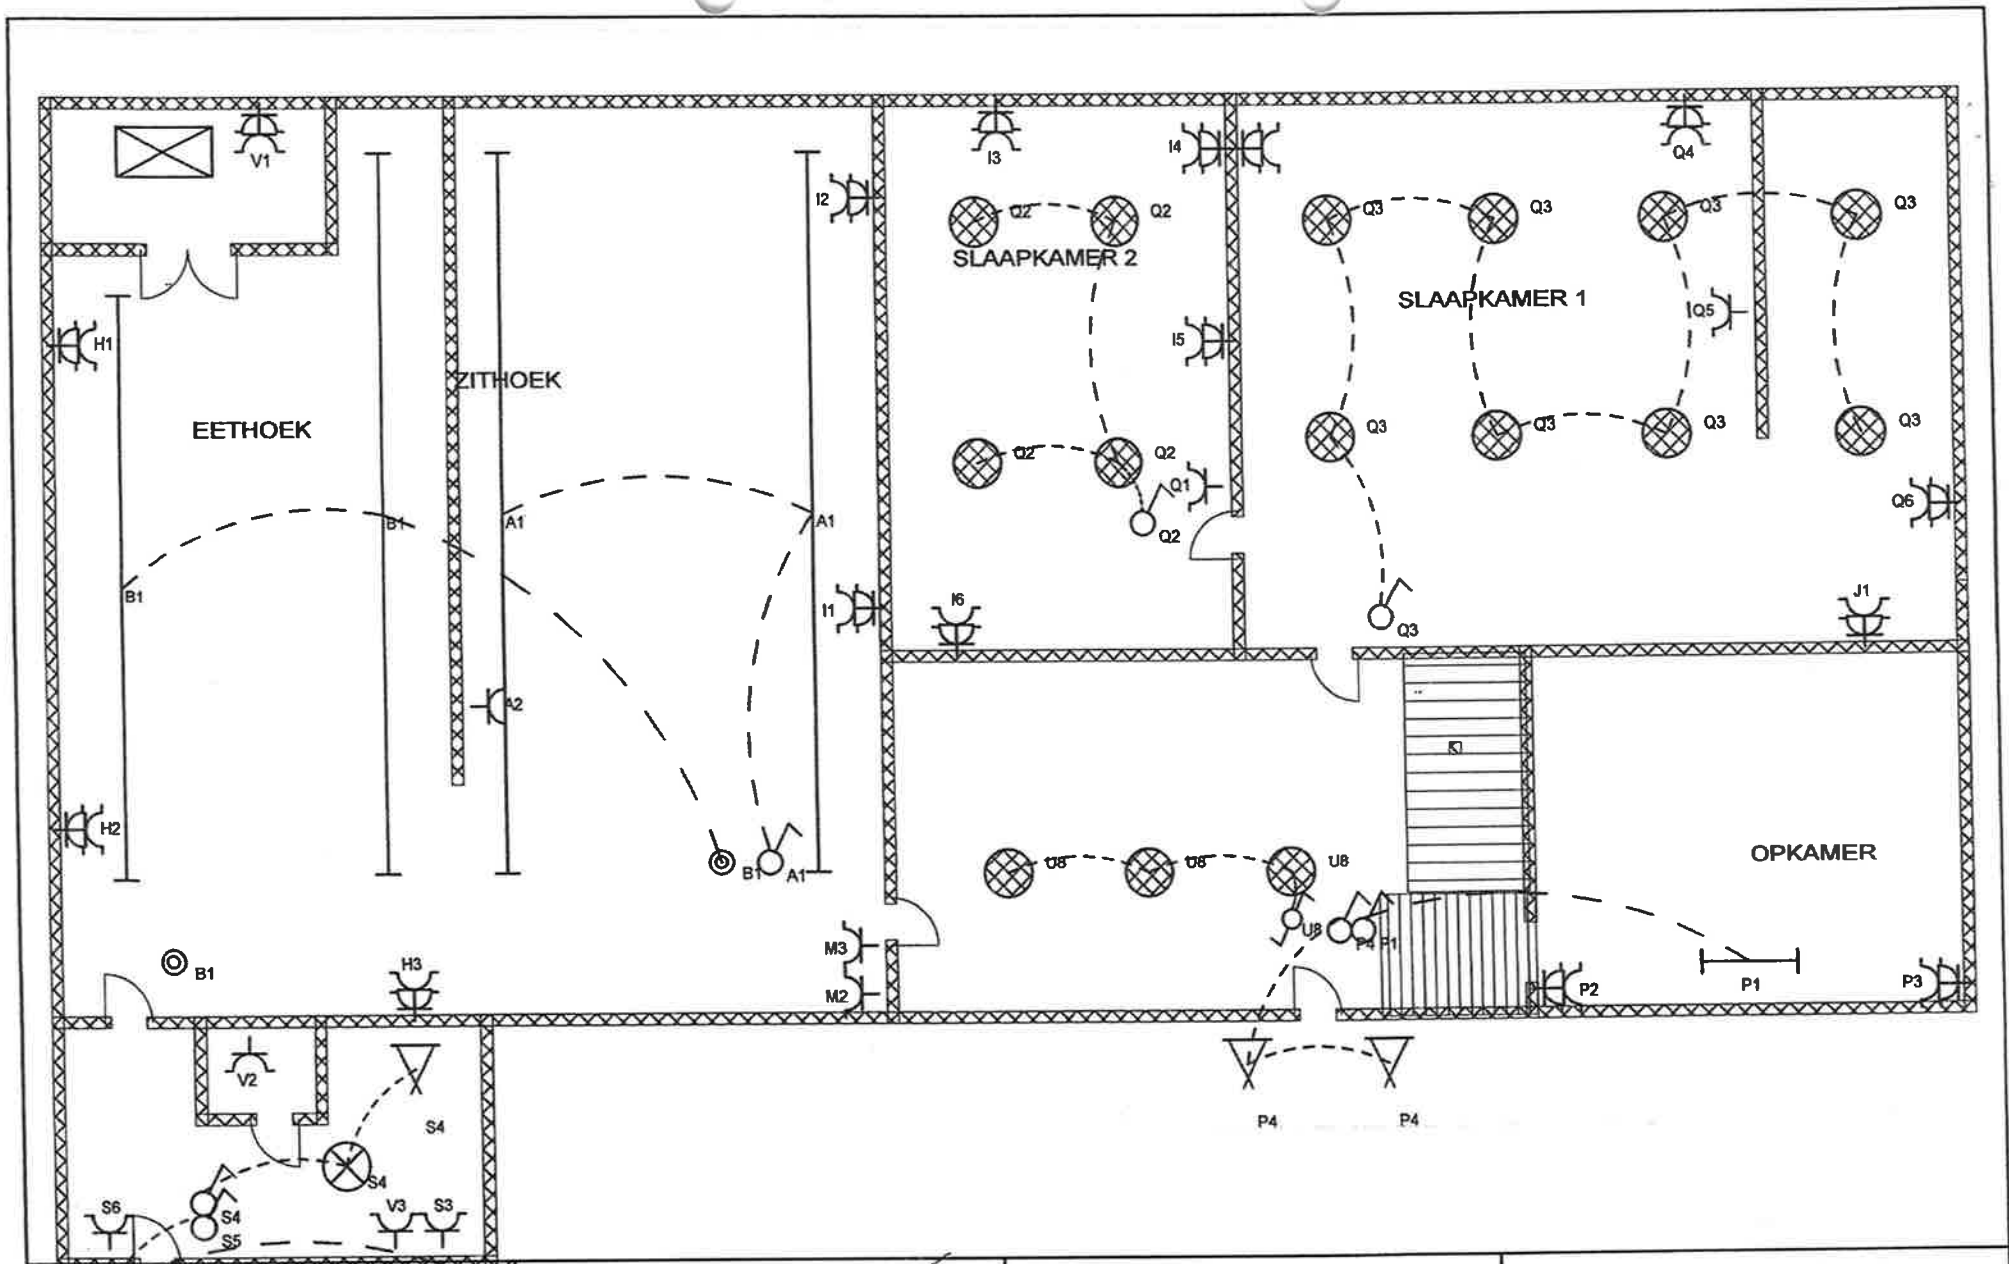 V1
I3
I4
Q4
I2
Q2
Q2
Q3
Q3
Q3
Q3
SLAAPKAMER 2
SLAAPKAMER 1
Q5
H1
I5
ZITHOEK
EETHOEK
Q3
Q3
Q3
Q3
Q2
Q2
Q1
Q6
B1
A1
A1
Q2
B1
I1
I6
Q3
J1
A2
H2
B1
A1
U8
U8
U8
OPKAMER
U8
P4
P1
M3
H3
B1
M2
P2
P1
P3
V2
S4
P4
P4
S4
S6
S4
V3
S3
S5